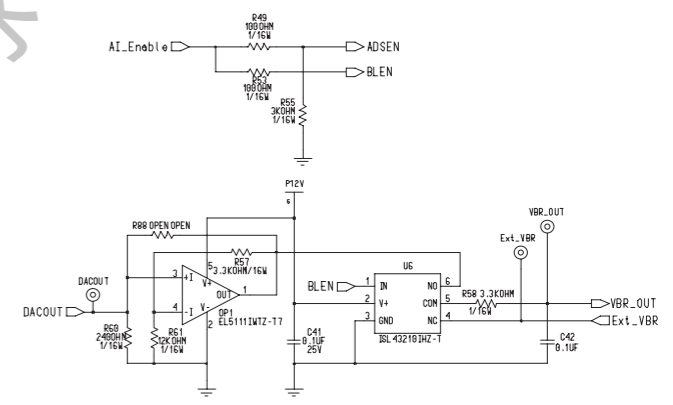 R49
100OHM
1/16W
AI_Enable
ADSEN
BLEN
R53
100OHM
1/16W
R55
3KOHM
1/16W
P12V
6
VBR_OUT
Ext_VBR
R88 OPEN OPEN
R57
3.3KOHM/16W
DACOUT
DACOUT
3
+I
5
V+
OUT
1
4
-I
V-
2
OP1
EL5111IWTZ-T7
R60
240OHM
1/16W
R61
12KOHM
1/16W
C41
0.1UF
25V
U6
BLEN
1
IN
NO
6
2
V+
COM
5
3
GND
NC
4
ISL43210IHZ-T
R58 3.3KOHM
1/16W
VBR_OUT
Ext_VBR
C42
0.1UF